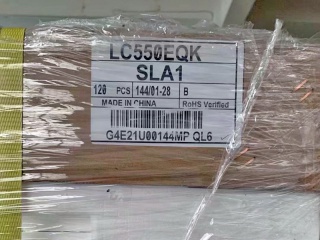 LC550EQK
SLA1
120 PCS 144/01-28 B
MADE IN CHINA RoHS Verified
G4E21U00144MP QL6